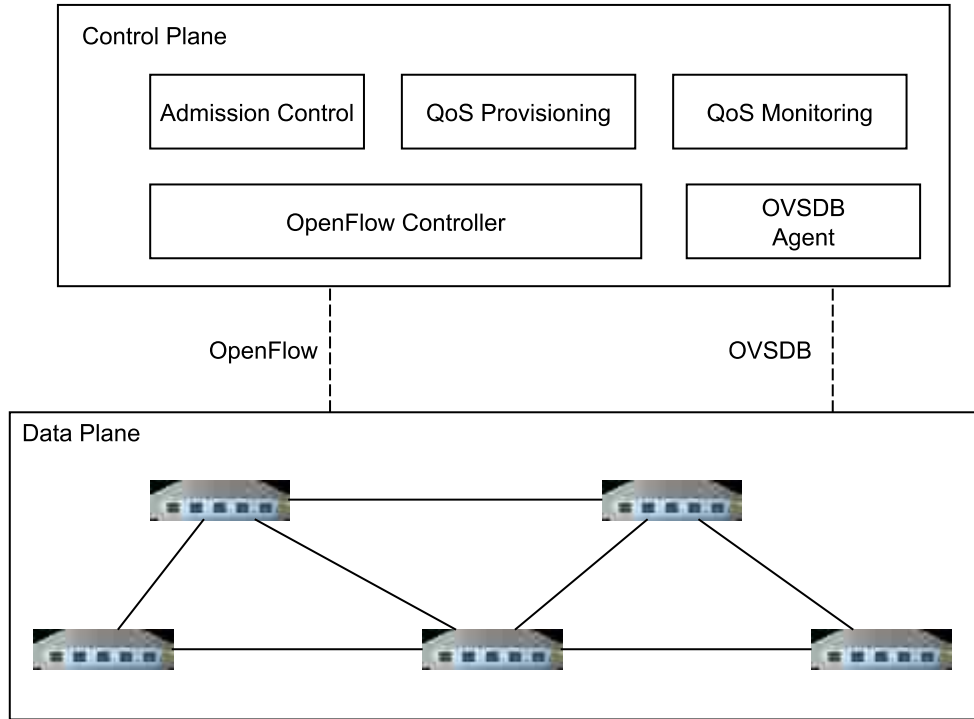 Control Plane
Admission Control
QoS Provisioning
QoS Monitoring
OpenFlow Controller
OVSDB
Agent
OpenFlow
OVSDB
Data Plane